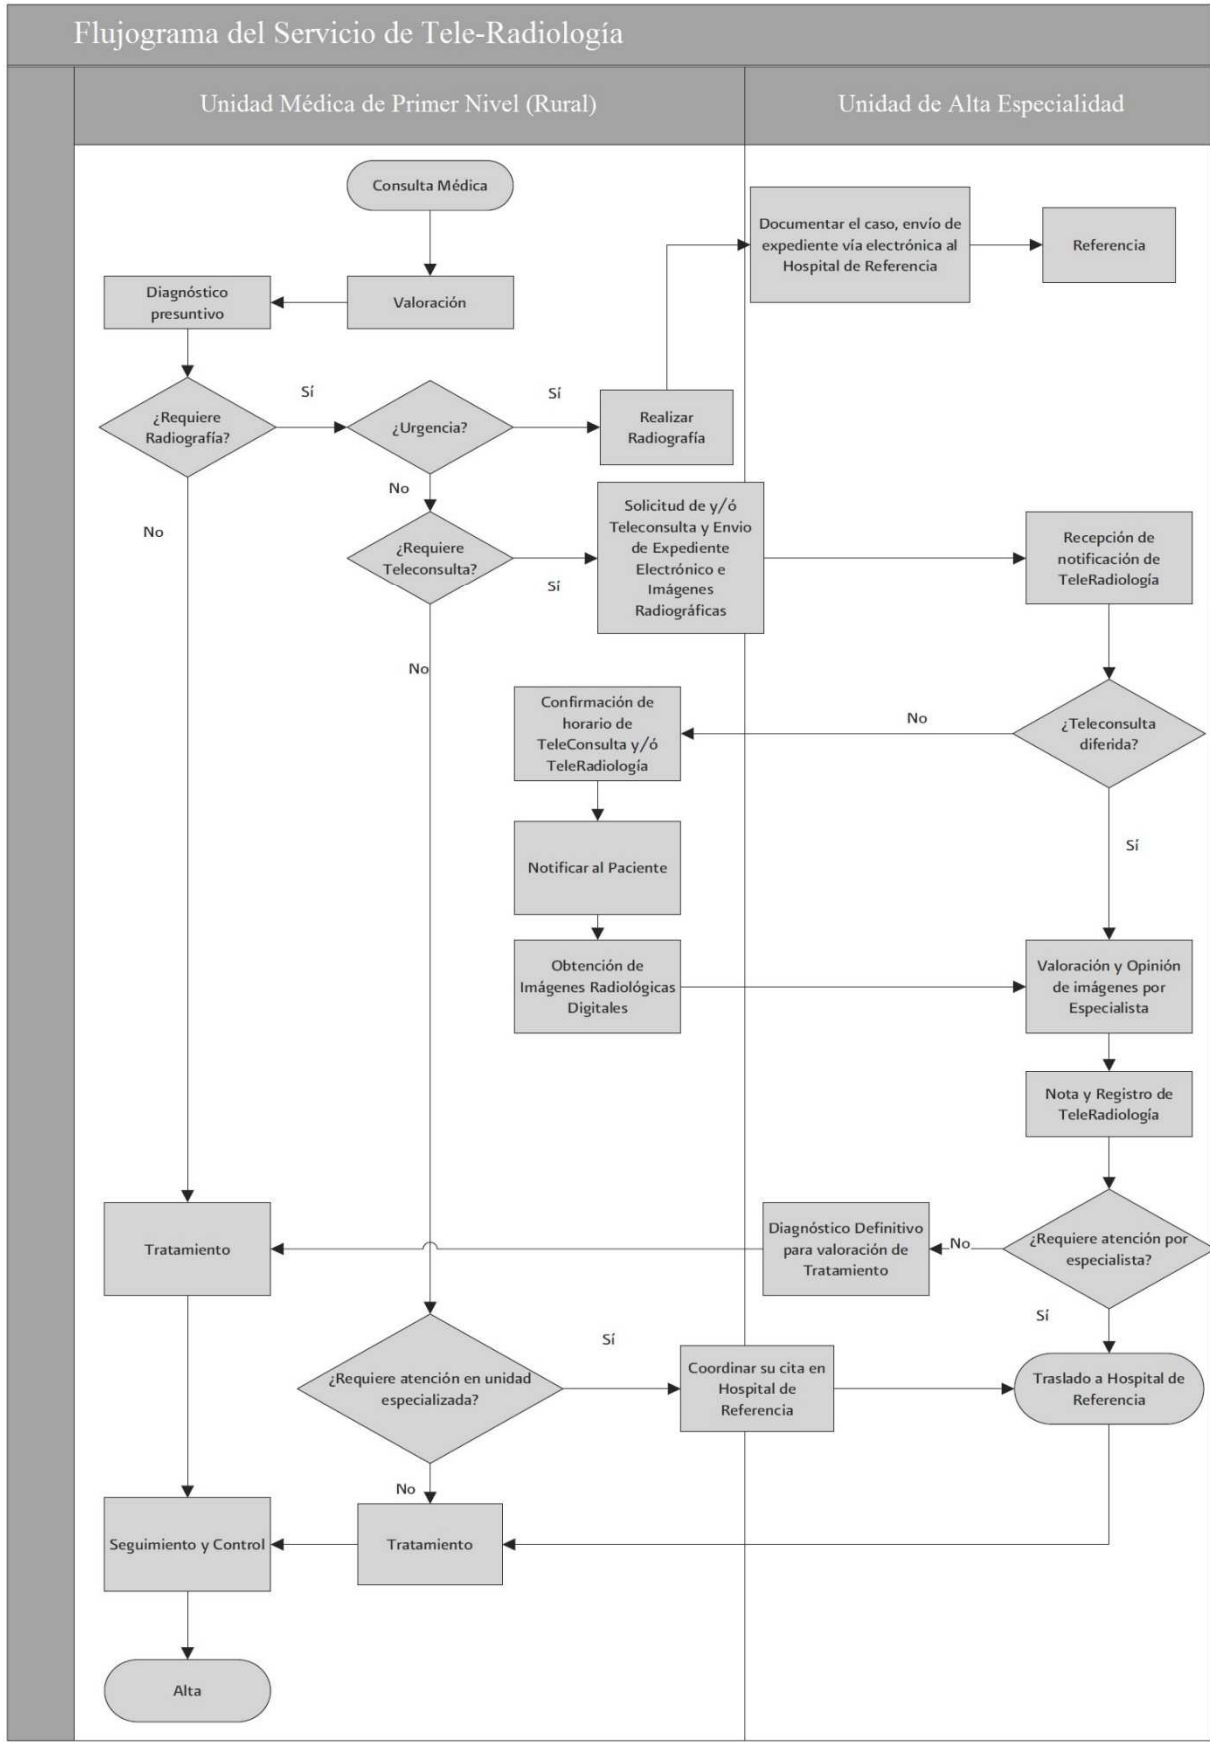 Flujograma del Servicio de Tele-Radiología
Unidad Médica de Primer Nivel (Rural)
Unidad de Alta Especialidad
Consulta Médica
Documentar el caso, envío de
expediente vía electrónica al
Hospital de Referencia
Referencia
Diagnóstico
presuntivo
Valoración
¿Requiere
Radiografía?
Sí
¿Urgencia?
Sí
Realizar
Radiografía
No
No
¿Requiere
Teleconsulta?
Sí
Solicitud de y/ó
Teleconsulta y Envio
de Expediente
Electrónico e
Imágenes
Radiográficas
Recepción de
notificación de
TeleRadiología
No
Confirmación de
horario de
TeleConsulta y/ó
TeleRadiología
No
¿Teleconsulta
diferida?
Sí
Notificar al Paciente
Obtención de
Imágenes Radiológicas
Digitales
Valoración y Opinión
de imágenes por
Especialista
Nota y Registro de
TeleRadiología
Tratamiento
Diagnóstico Definitivo
para valoración de
Tratamiento
No
¿Requiere atención por
especialista?
Sí
¿Requiere atención en unidad
especializada?
Sí
Coordinar su cita en
Hospital de
Referencia
Traslado a Hospital de
Referencia
No
Seguimiento y Control
Tratamiento
Alta